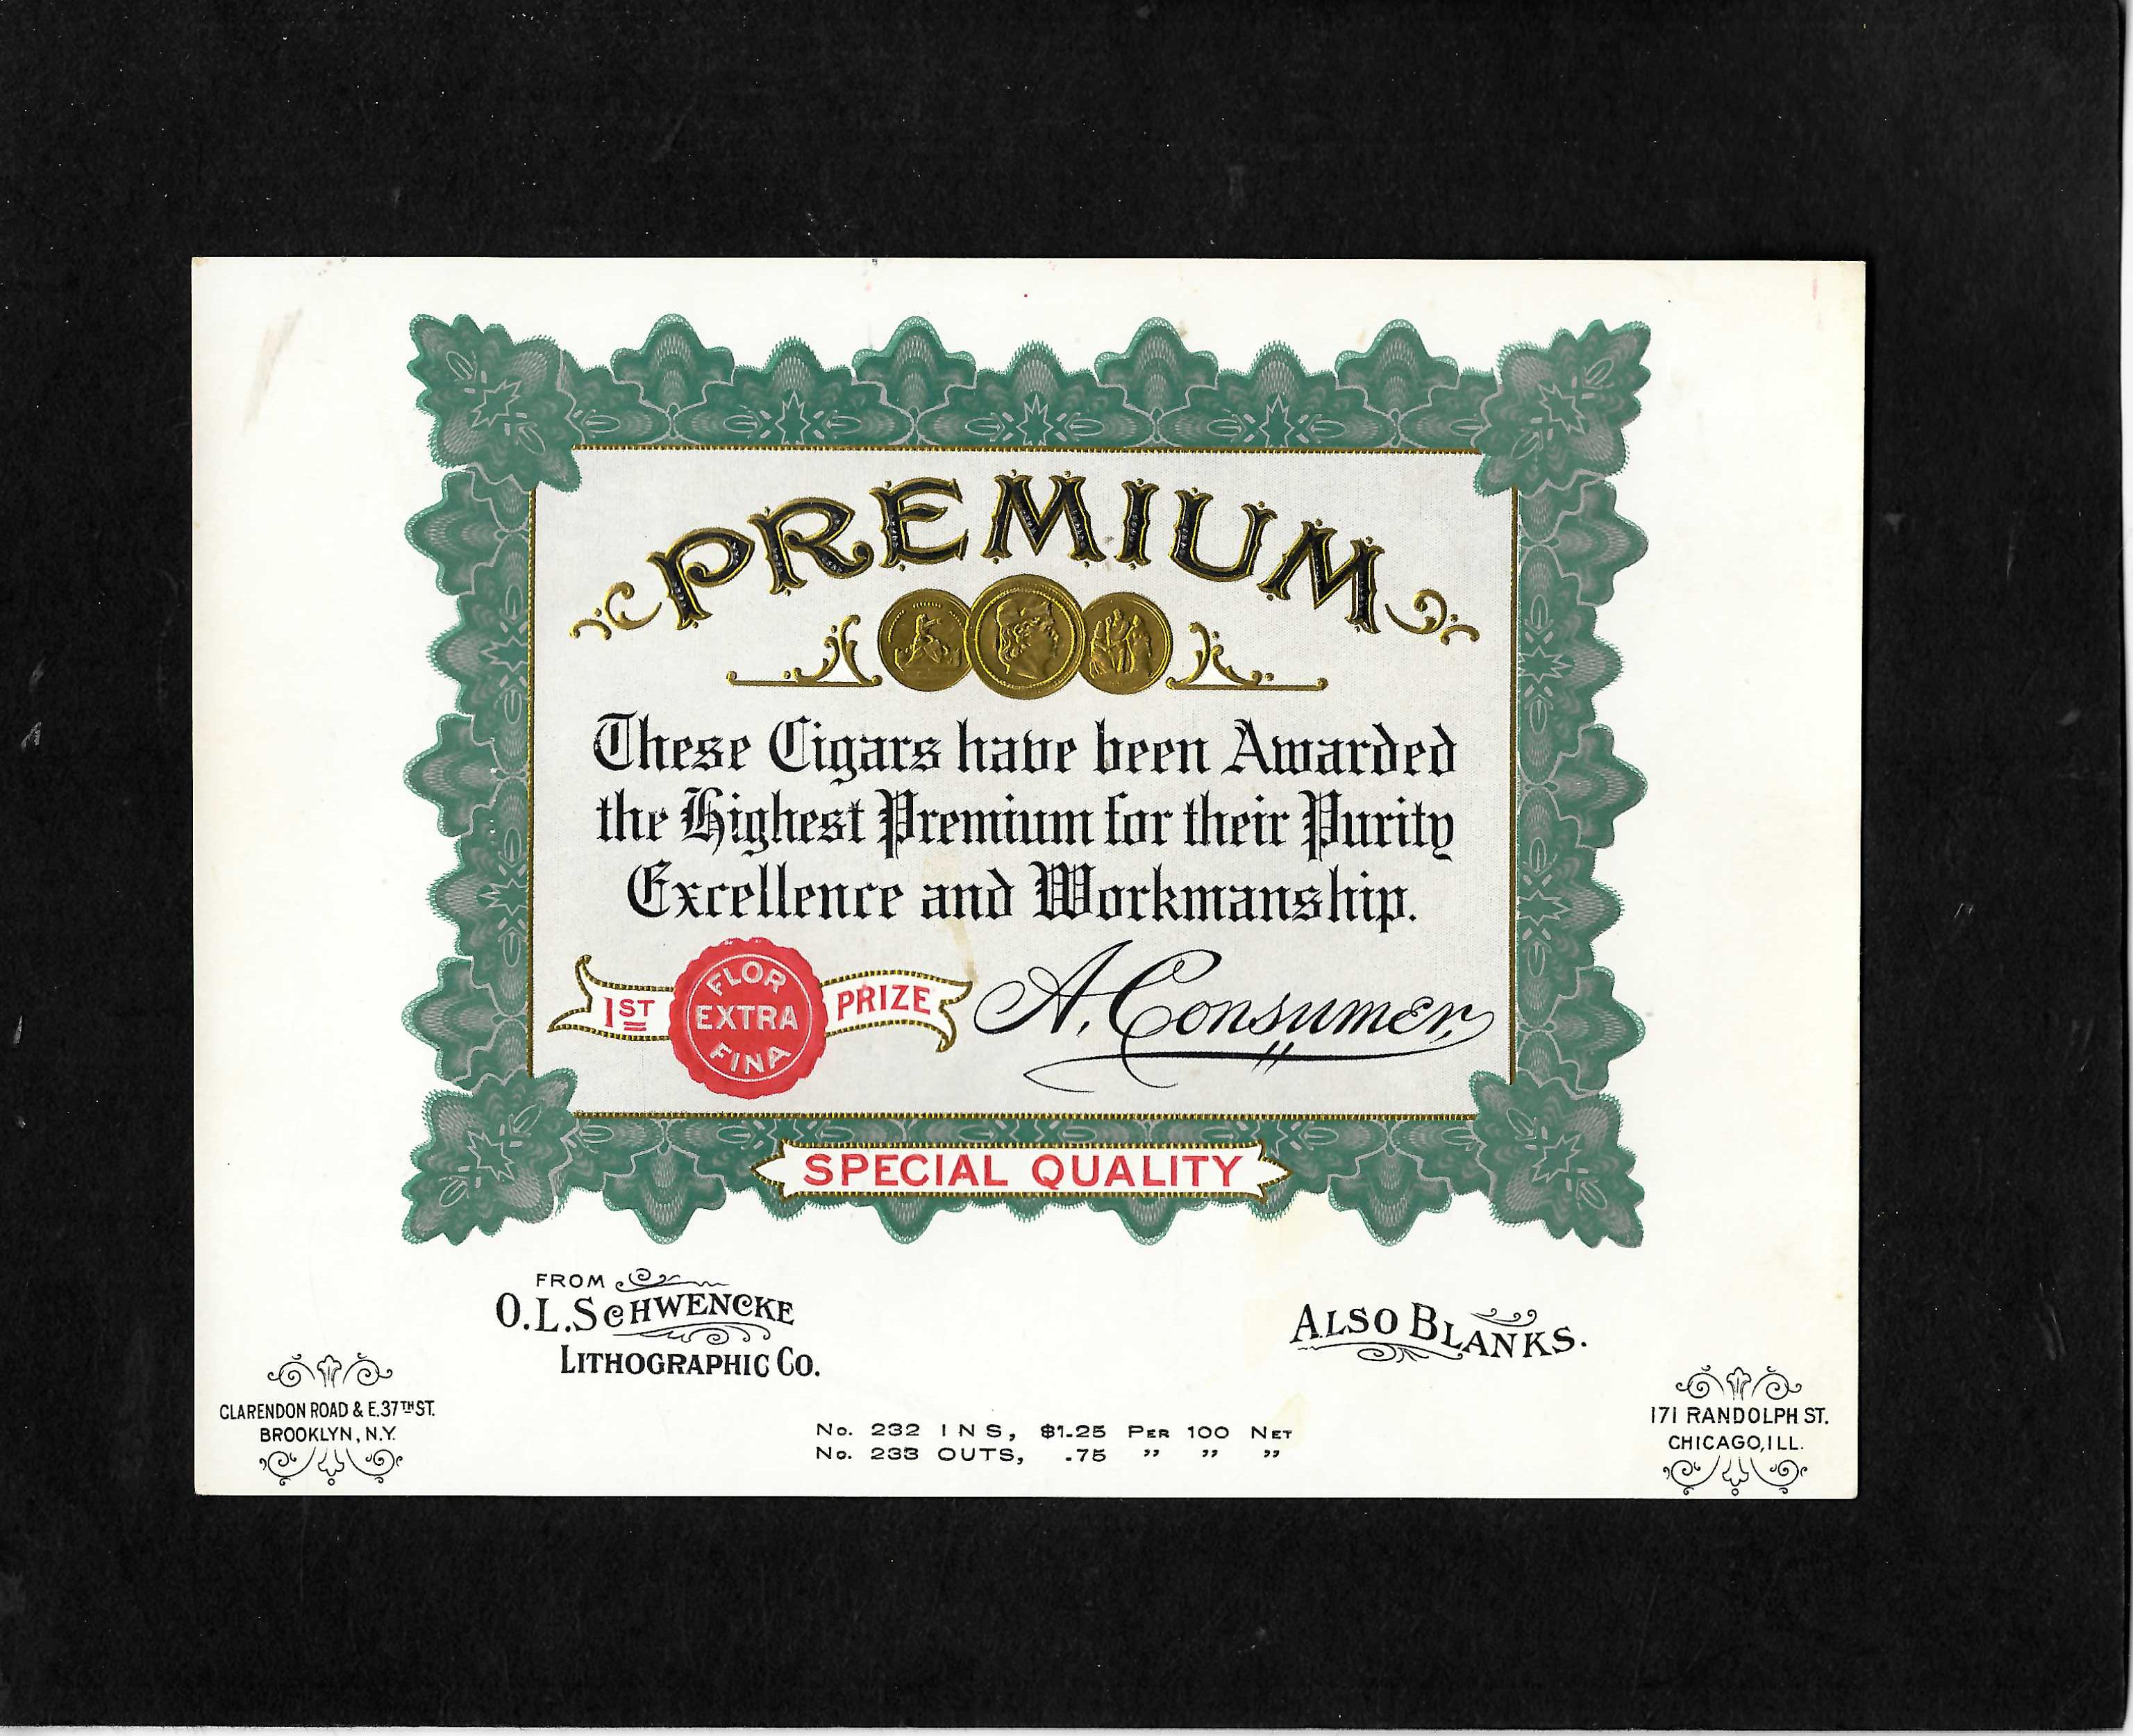 PREMIUM
These Cigars have been Awarded
the Highest Premium for their Purity
Excellence and Workmanship.
1ST FLOR EXTRA FINA PRIZE
A. Consumer,
SPECIAL QUALITY
FROM
O.L. SCHWENCKE
LITHOGRAPHIC CO.
ALSO BLANKS.
CLARENDON ROAD & E. 37TH ST.
BROOKLYN, N.Y.
No. 232 INS, $1.25 PER 100 NET
No. 233 OUTS, .75 " " "
171 RANDOLPH ST.
CHICAGO, ILL.